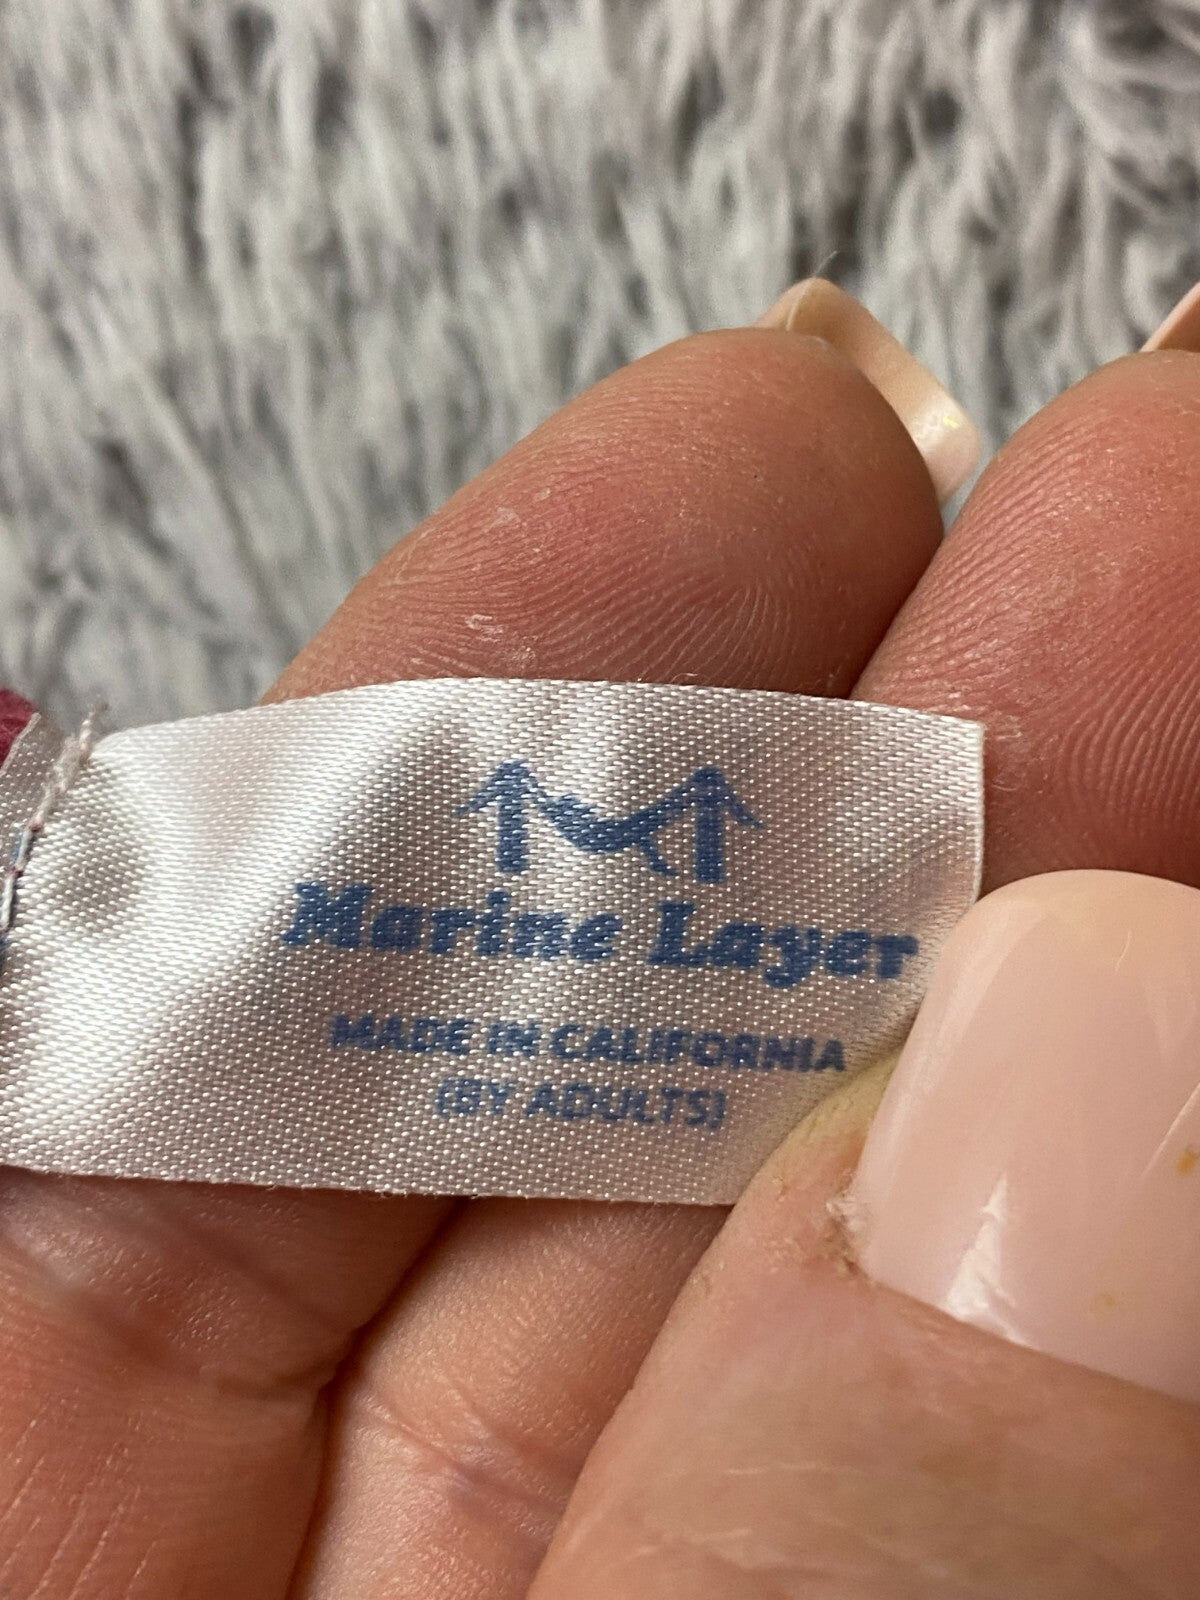 Marine Layer
MADE IN CALIFORNIA
(BY ADULTS)